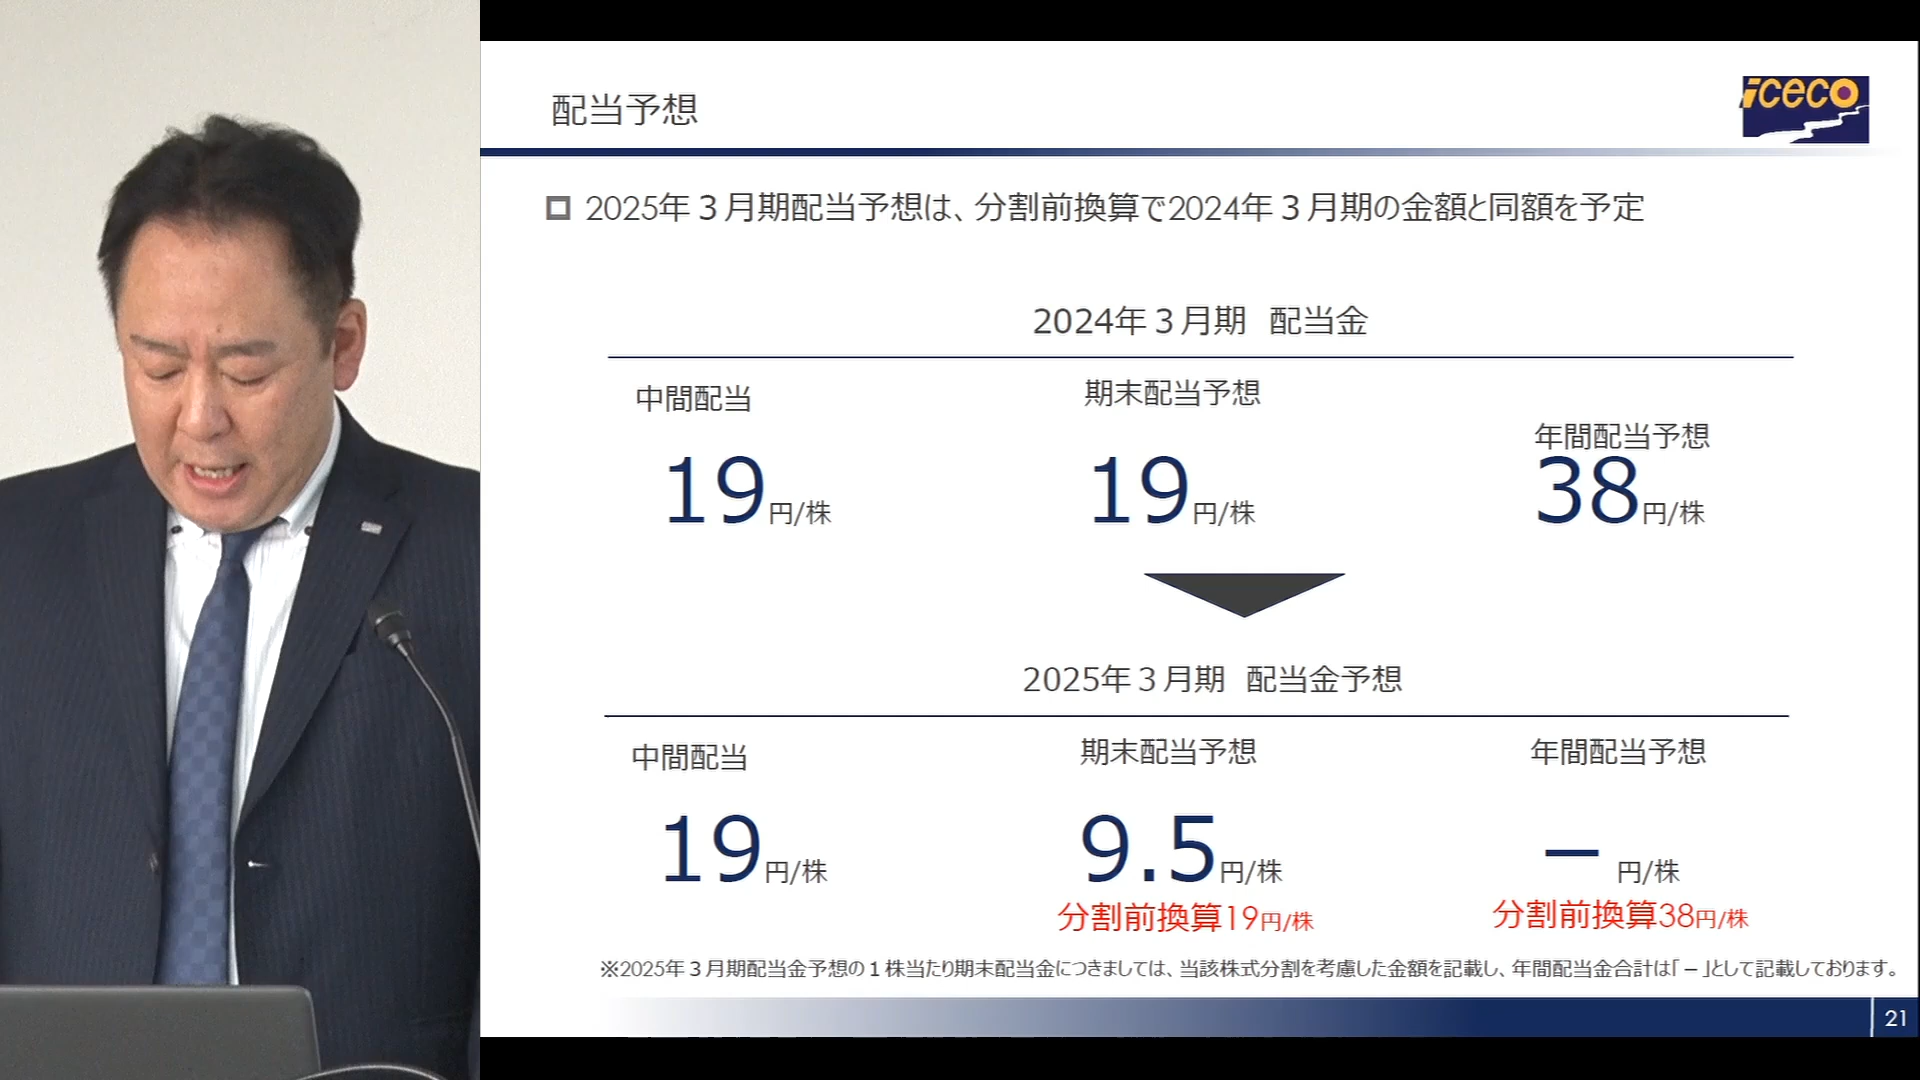 配当予想
iceco
2025年３月期配当予想は、分割前換算で2024年３月期の金額と同額を予定
2024年３月期 配当金
中間配当
期末配当予想
年間配当予想
19円/株
19円/株
38円/株
2025年３月期 配当金予想
中間配当
期末配当予想
年間配当予想
19円/株
9.5円/株
－ 円/株
分割前換算19円/株
分割前換算38円/株
※2025年３月期配当金予想の１株当たり期末配当金につきましては、当該株式分割を考慮した金額を記載し、年間配当金合計は「－」として記載しております。
21